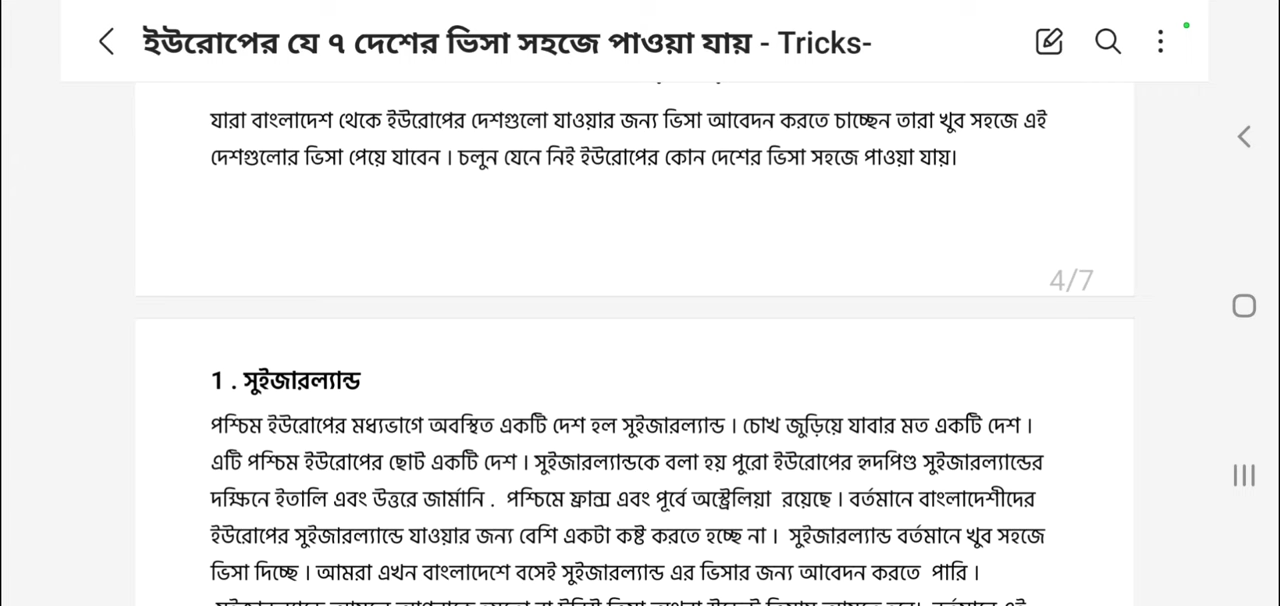 ইউরোপের যে ৭ দেশের ভিসা সহজে পাওয়া যায় - Tricks-
যারা বাংলাদেশ থেকে ইউরোপের দেশগুলো যাওয়ার জন্য ভিসা আবেদন করতে চাচ্ছেন তারা খুব সহজে এই
দেশগুলোর ভিসা পেয়ে যাবেন । চলুন যেনে নিই ইউরোপের কোন দেশের ভিসা সহজে পাওয়া যায়।
4/7
1 . সুইজারল্যান্ড
পশ্চিম ইউরোপের মধ্যভাগে অবস্থিত একটি দেশ হল সুইজারল্যান্ড । চোখ জুড়িয়ে যাবার মত একটি দেশ ।
এটি পশ্চিম ইউরোপের ছোট একটি দেশ । সুইজারল্যান্ডকে বলা হয় পুরো ইউরোপের হৃদপিণ্ড সুইজারল্যান্ডের
দক্ষিনে ইতালি এবং উত্তরে জার্মানি . পশ্চিমে ফ্রান্স এবং পূর্বে অস্ট্রেলিয়া রয়েছে । বর্তমানে বাংলাদেশীদের
ইউরোপের সুইজারল্যান্ডে যাওয়ার জন্য বেশি একটা কষ্ট করতে হচ্ছে না । সুইজারল্যান্ড বর্তমানে খুব সহজে
ভিসা দিচ্ছে । আমরা এখন বাংলাদেশে বসেই সুইজারল্যান্ড এর ভিসার জন্য আবেদন করতে পারি ।